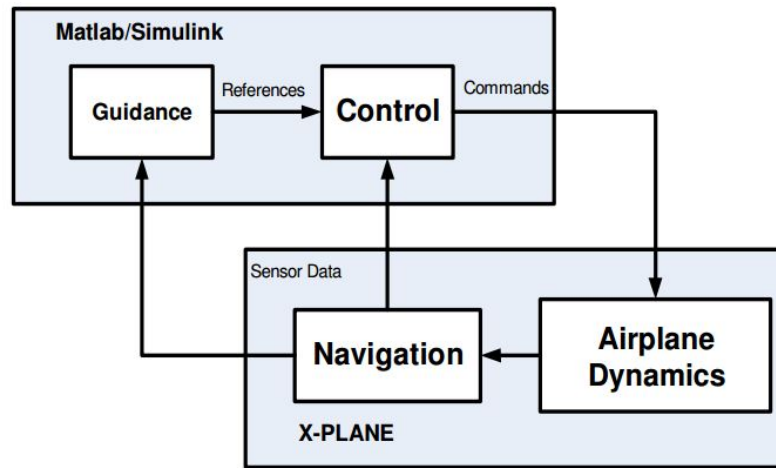 Matlab/Simulink
References
Commands
Guidance
Control
Sensor Data
Navigation
Airplane
Dynamics
X-PLANE